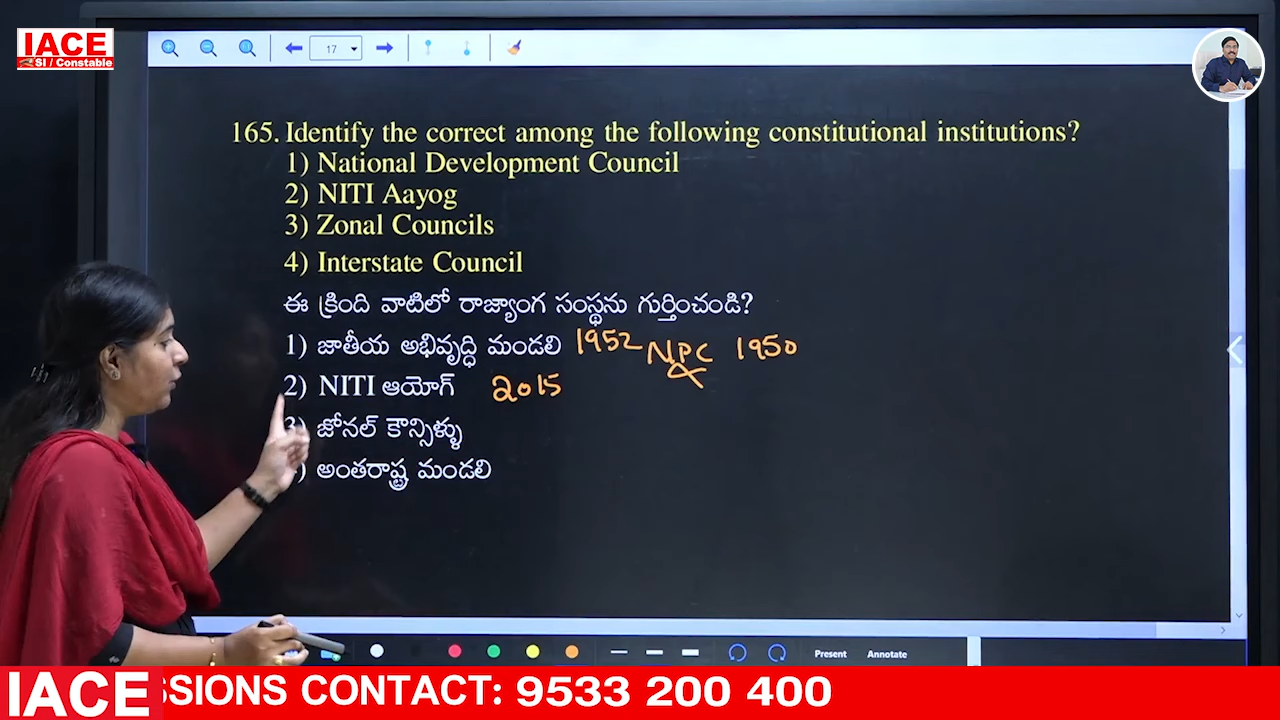 IACE
SI / Constable
17
165. Identify the correct among the following constitutional institutions?
1) National Development Council
2) NITI Aayog
3) Zonal Councils
4) Interstate Council
ఈ క్రింది వాటిలో రాజ్యాంగ సంస్థను గుర్తించండి?
1) జాతీయ అభివృద్ధి మండలి 1952 NPC 1950
2) NITI ఆయోగ్ 2015
3) జోనల్ కౌన్సిళ్ళు
) అంతరాష్ట్ర మండలి
Present Annotate
IACE SSIONS CONTACT: 9533 200 400